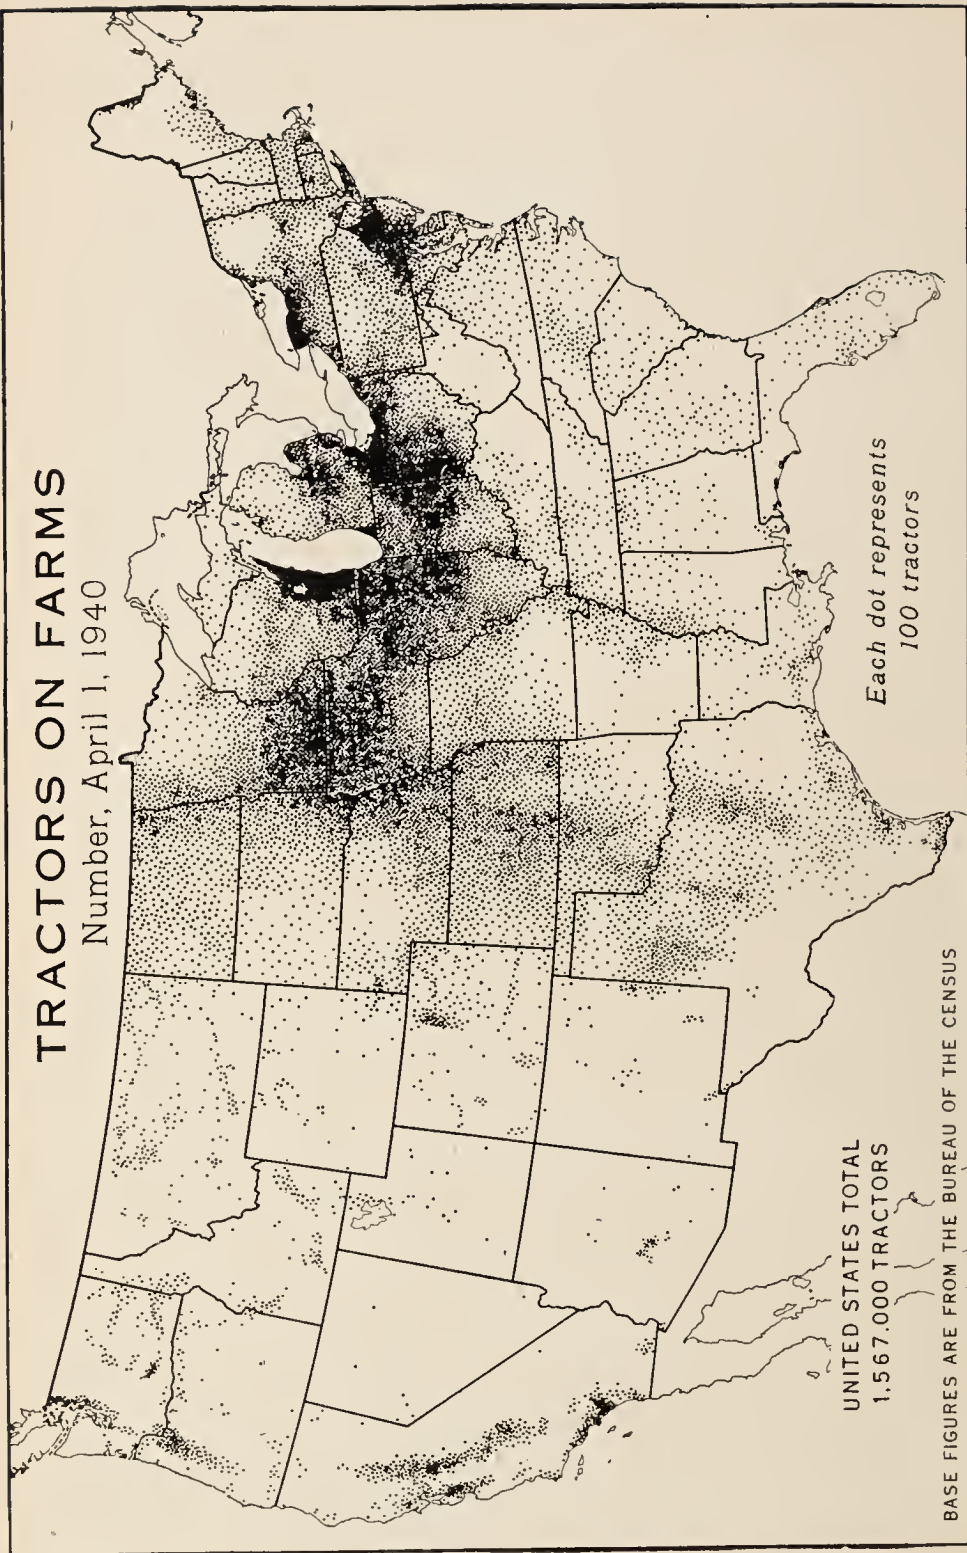 TRACTORS ON FARMS
Number, April 1, 1940
Each dot represents
100 tractors
UNITED STATES TOTAL
1,567,000 TRACTORS
BASE FIGURES ARE FROM THE BUREAU OF THE CENSUS